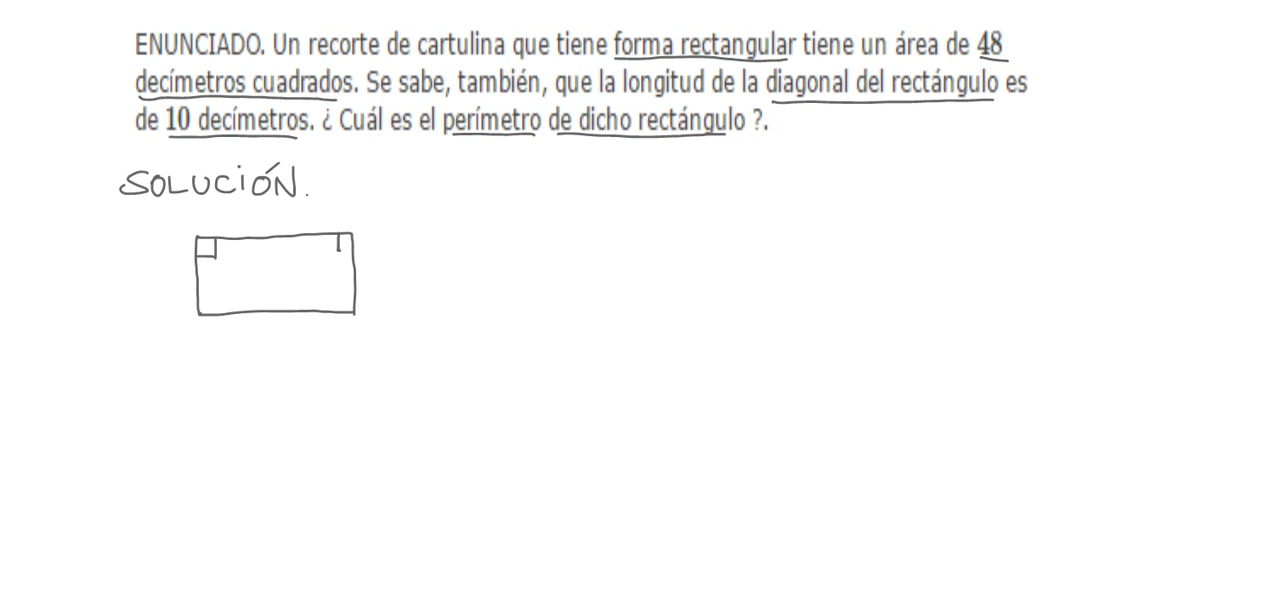 ENUNCIADO. Un recorte de cartulina que tiene forma rectangular tiene un área de 48
decímetros cuadrados. Se sabe, también, que la longitud de la diagonal del rectángulo es
de 10 decímetros. ¿ Cuál es el perímetro de dicho rectángulo ?.
SOLUCIÓN.